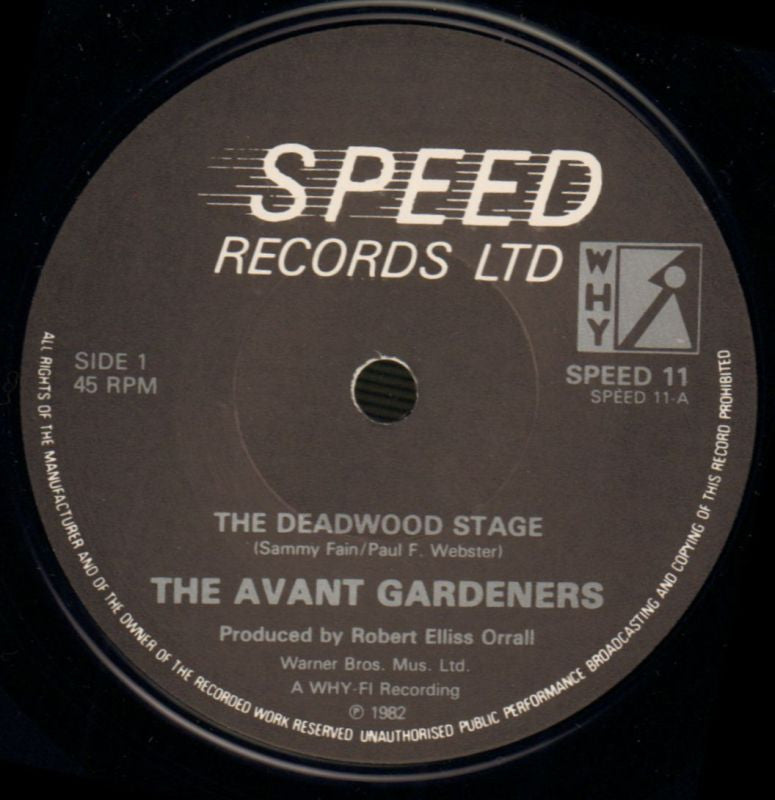 SPEED
RECORDS LTD
WHY
SIDE 1
45 RPM
SPEED 11
SPEED 11-A
THE DEADWOOD STAGE
(Sammy Fain/Paul F. Webster)
THE AVANT GARDENERS
Produced by Robert Elliss Orrall
Warner Bros. Mus. Ltd.
A WHY-FI Recording
℗ 1982
ALL RIGHTS OF THE MANUFACTURER AND OF THE OWNER OF THE RECORDED WORK RESERVED UNAUTHORISED PUBLIC PERFORMANCE BROADCASTING AND COPYING OF THIS RECORD PROHIBITED